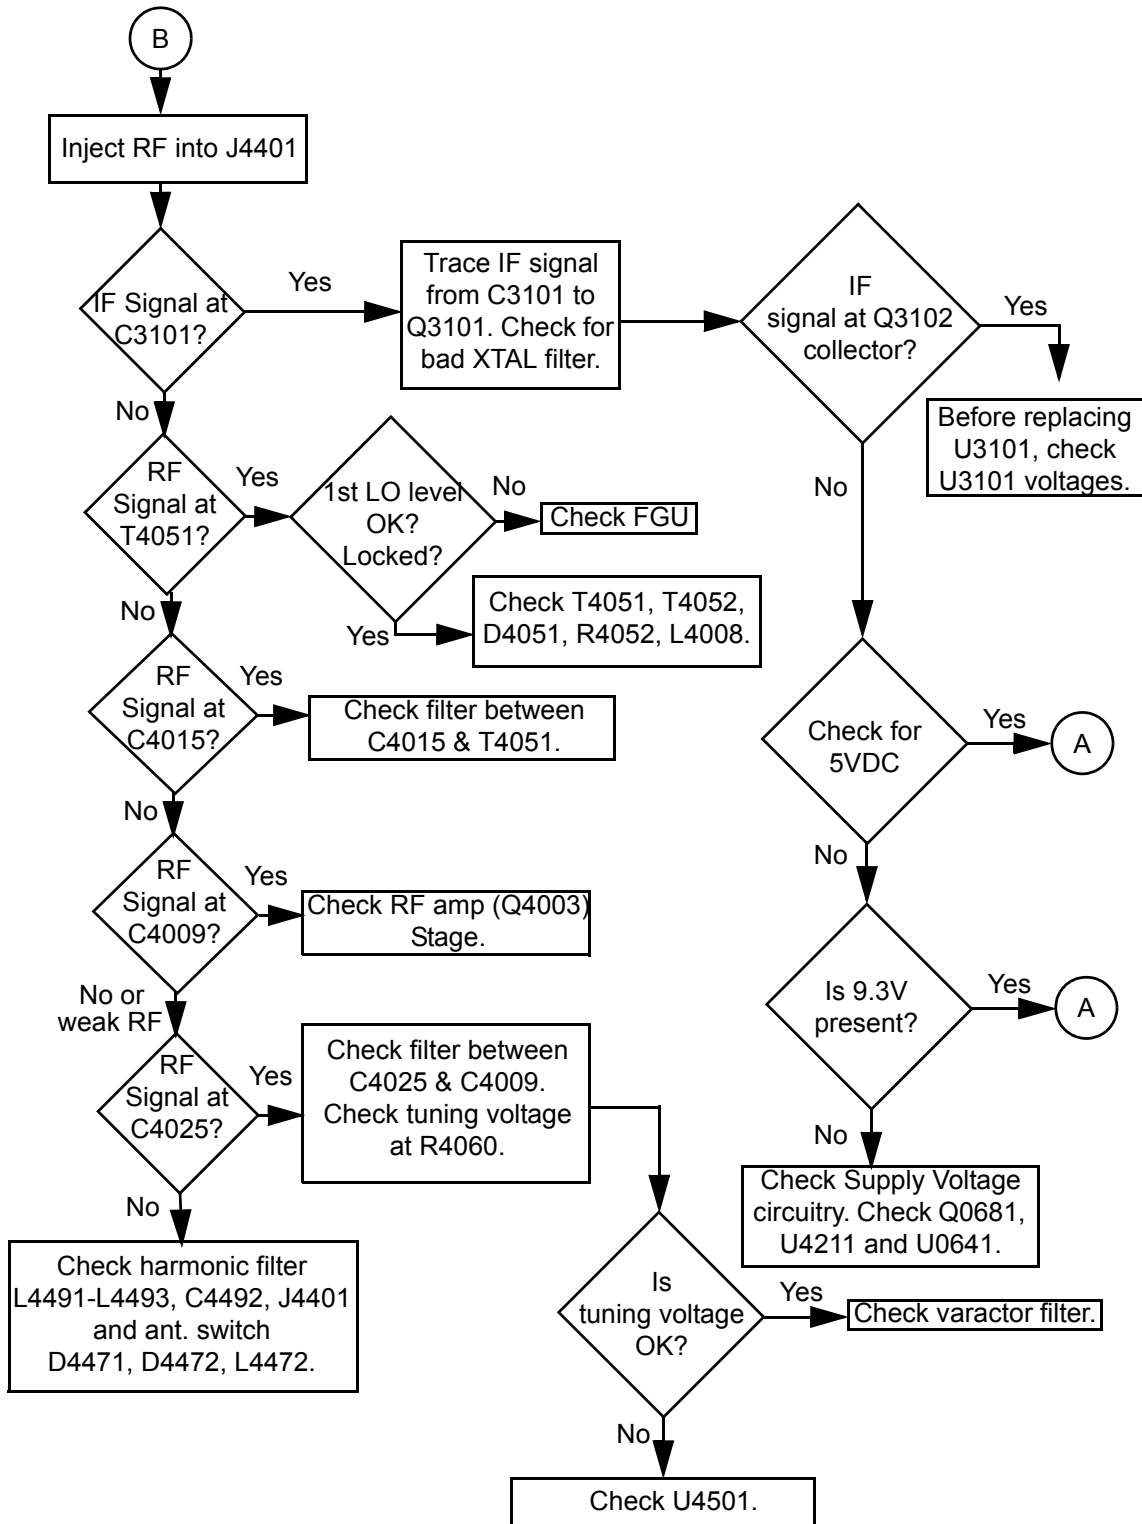 B
Inject RF into J4401
IF Signal at
C3101?
Yes
Trace IF signal
from C3101 to
Q3101. Check for
bad XTAL filter.
IF
signal at Q3102
collector?
Yes
Before replacing
U3101, check
U3101 voltages.
No
No
RF
Signal at
T4051?
Yes
1st LO level
OK?
Locked?
No
Check FGU
Yes
Check T4051, T4052,
D4051, R4052, L4008.
No
RF
Signal at
C4015?
Yes
Check filter between
C4015 & T4051.
Check for
5VDC
Yes
A
No
No
RF
Signal at
C4009?
Yes
Check RF amp (Q4003)
Stage.
Is 9.3V
present?
Yes
A
No
Check Supply Voltage
circuitry. Check Q0681,
U4211 and U0641.
No or
weak RF
RF
Signal at
C4025?
Yes
Check filter between
C4025 & C4009.
Check tuning voltage
at R4060.
No
Check harmonic filter
L4491-L4493, C4492, J4401
and ant. switch
D4471, D4472, L4472.
Is
tuning voltage
OK?
Yes
Check varactor filter.
No
Check U4501.